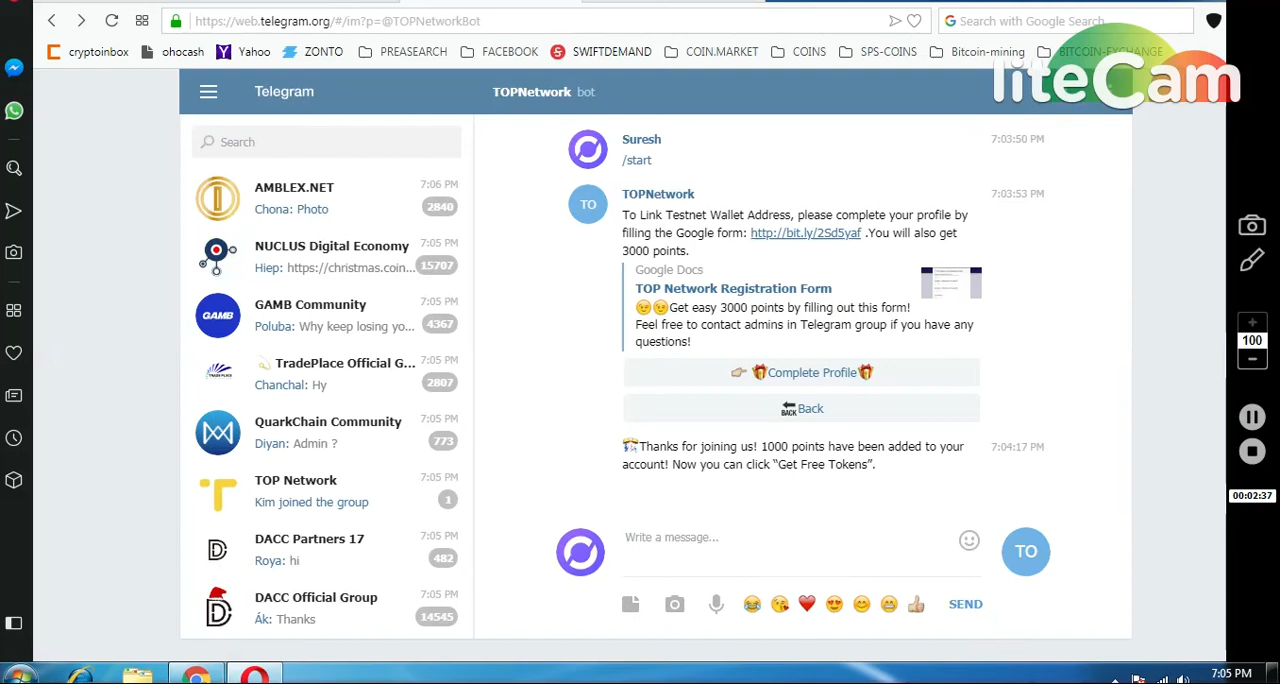 https://web.telegram.org/#/im?p=@TOPNetworkBot
Search with Google Search
cryptoinbox
ohocash
Yahoo
ZONTO
PREASEARCH
FACEBOOK
SWIFTDEMAND
COIN.MARKET
COINS
SPS-COINS
Bitcoin-mining
BITCOIN-EXCHANGE
liteCam
Telegram
TOPNetwork bot
Search
AMBLEX.NET 7:06 PM
Chona: Photo 2840
NUCLUS Digital Economy 7:05 PM
Hiep: https://christmas.coin... 15707
GAMB
GAMB Community 7:05 PM
Poluba: Why keep losing yo... 4367
TRADE PLACE
TradePlace Official G... 7:05 PM
Chanchal: Hy 2807
QuarkChain Community 7:05 PM
Diyan: Admin ? 773
TOP Network 7:05 PM
Kim joined the group 1
DACC Partners 17 7:05 PM
Roya: hi 482
DACC Official Group 7:05 PM
Ák: Thanks 14545
Suresh 7:03:50 PM
/start
TO
TOPNetwork 7:03:53 PM
To Link Testnet Wallet Address, please complete your profile by
filling the Google form: http://bit.ly/2Sd5yaf .You will also get
3000 points.
Google Docs
TOP Network Registration Form
😉😉Get easy 3000 points by filling out this form!
Feel free to contact admins in Telegram group if you have any
questions!
👉🎁Complete Profile🎁
🔙Back
Thanks for joining us! 1000 points have been added to your 7:04:17 PM
account! Now you can click “Get Free Tokens”.
Write a message...
TO
SEND
100
00:02:37
7:05 PM